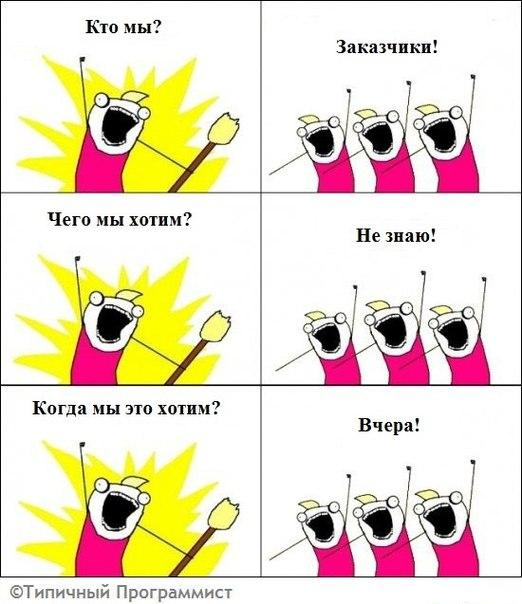 Кто мы?
Заказчики!
Чего мы хотим?
Не знаю!
Когда мы это хотим?
Вчера!
©Типичный Программист